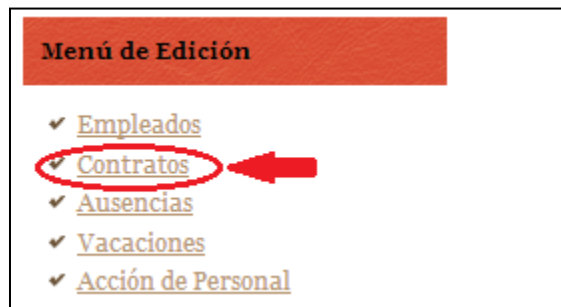 Menú de Edición
Empleados
Contratos
Ausencias
Vacaciones
Acción de Personal